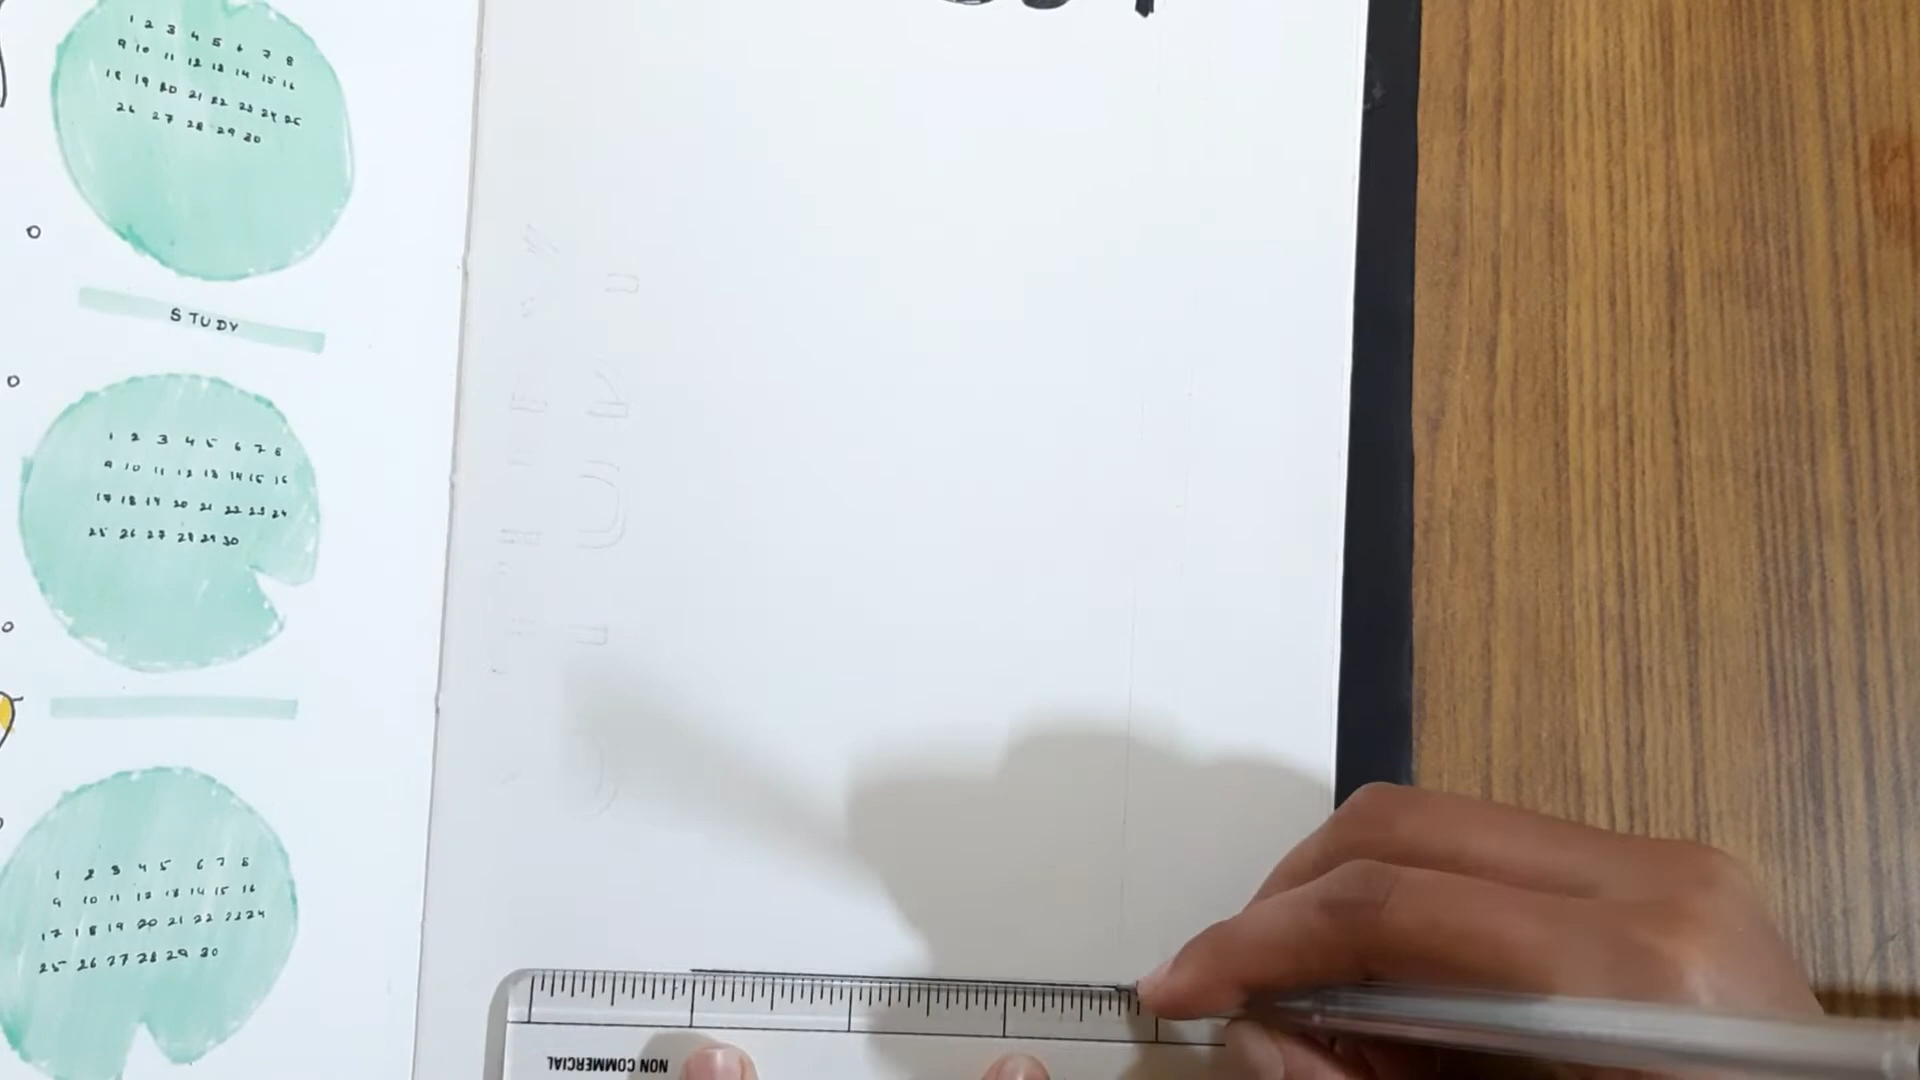 1 2 3 4 5 6 7 8
9 10 11 12 13 14 15 16
18 19 20 21 22 23 24 25
26 27 28 29 30
STUDY
1 2 3 4 5 6 7 8
9 10 11 12 13 14 15 16
17 18 19 20 21 22 23 24
25 26 27 28 29 30
1 2 3 4 5 6 7 8
9 10 11 12 13 14 15 16
17 18 19 20 21 22 23 24
25 26 27 28 29 30
NON COMMERCIAL